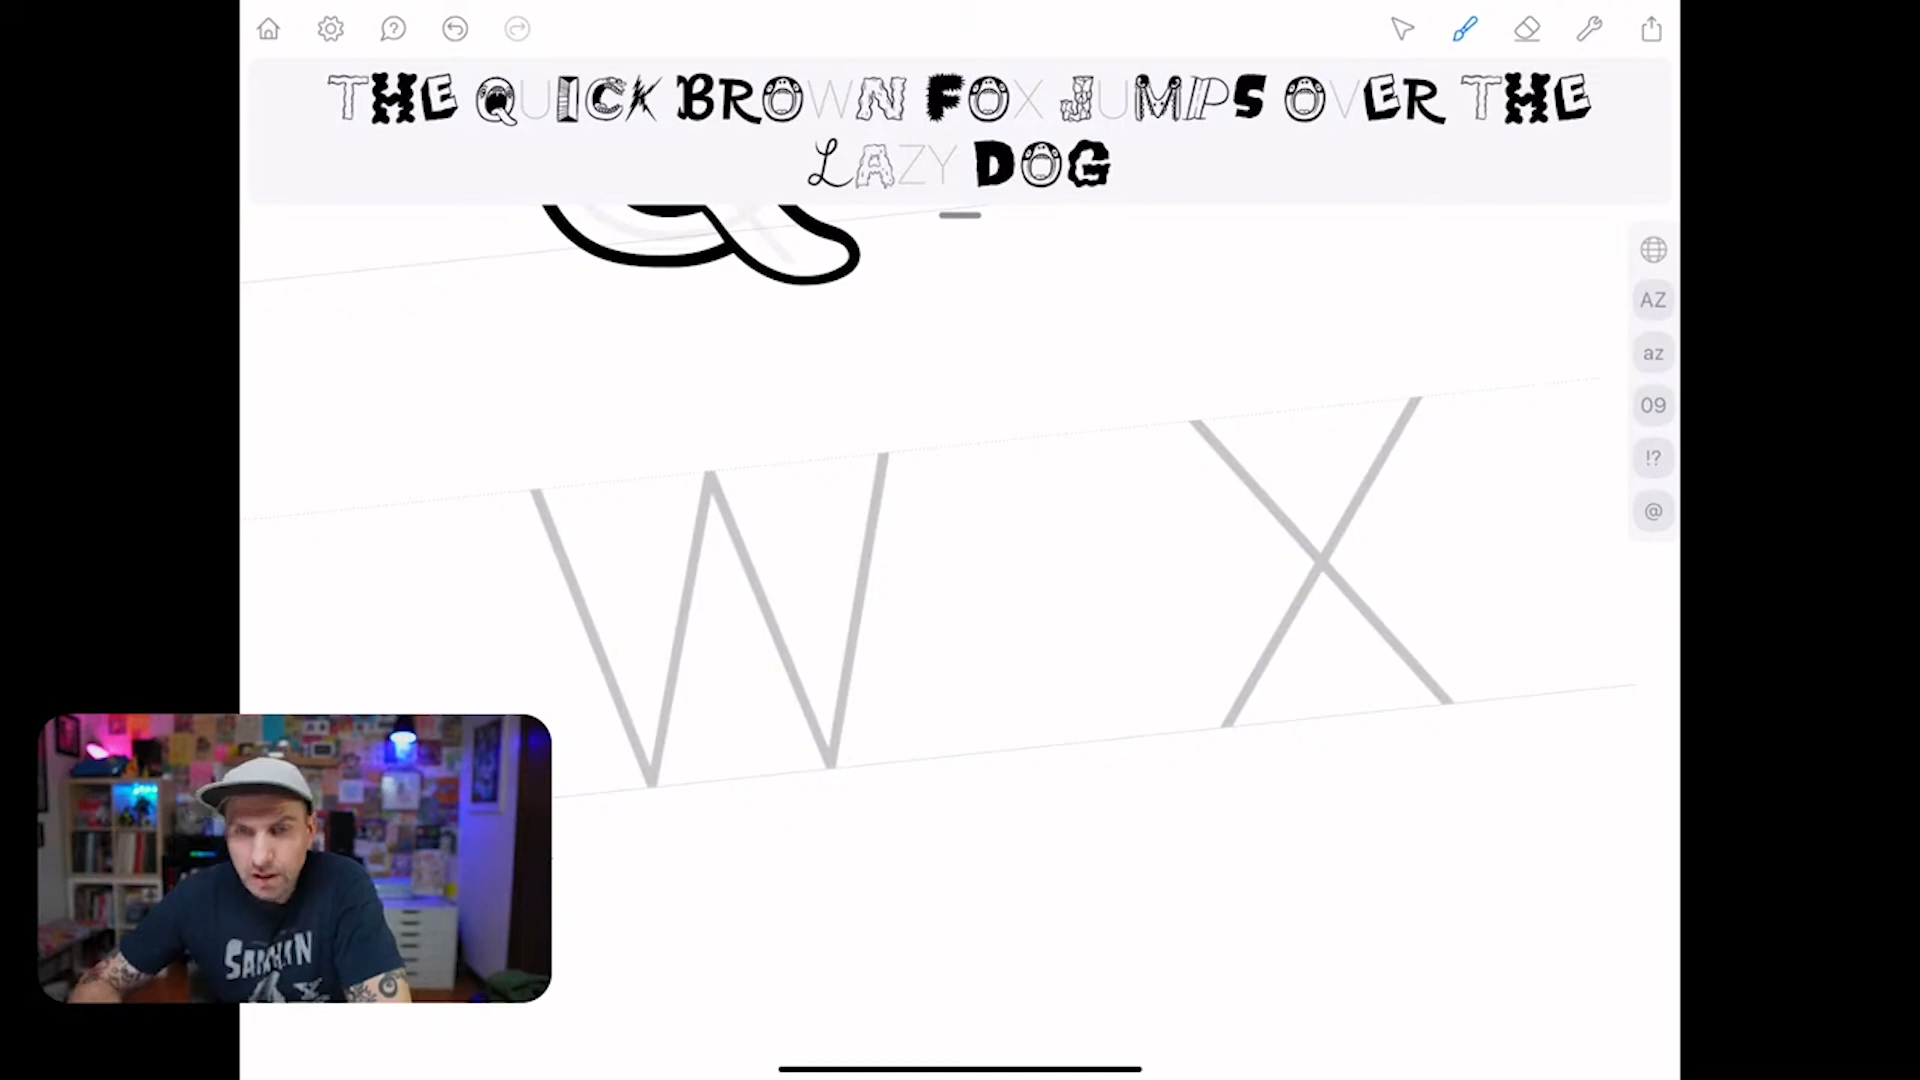 THE QUICK BROWN FOX JUMPS OVER THE
LAZY DOG
Q
AZ
az
09
!?
@
W X
SAMHAIN